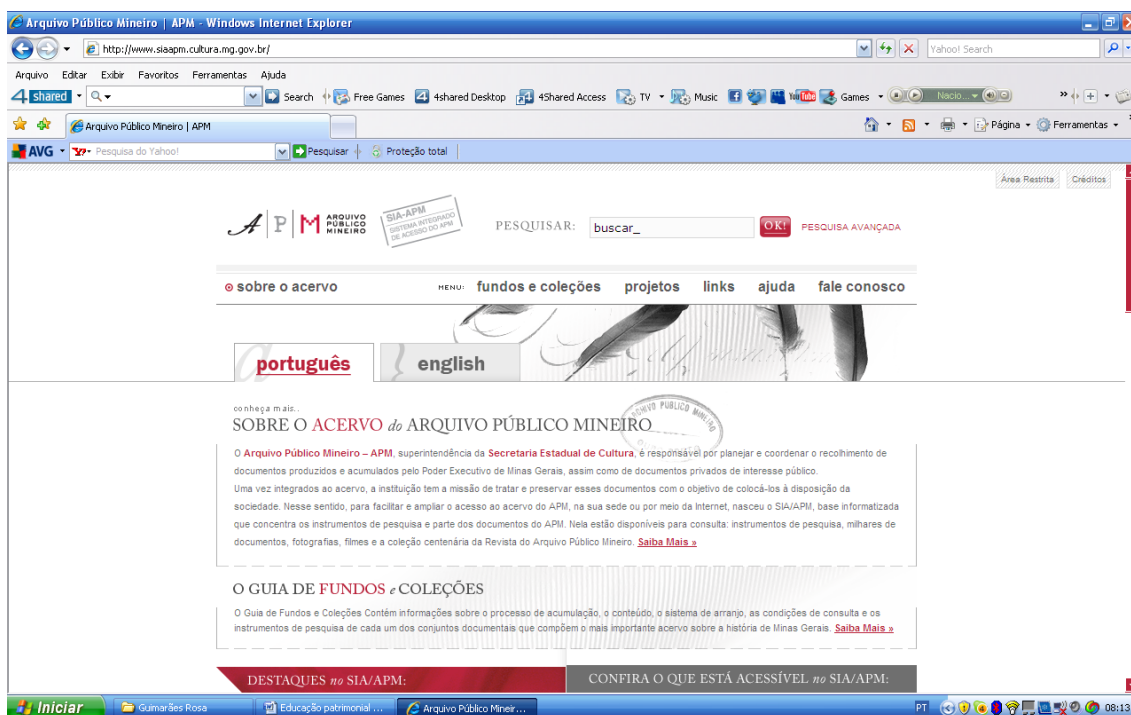 Arquivo Público Mineiro | APM - Windows Internet Explorer
http://www.siaapm.cultura.mg.gov.br/
Yahoo! Search
Arquivo Editar Exibir Favoritos Ferramentas Ajuda
4 shared Search Free Games 4shared Desktop 4Shared Access TV Music YouTube Games Nacio...
Arquivo Público Mineiro | APM
Página Ferramentas
AVG Pesquisa do Yahoo! Pesquisar Proteção total
Área Restrita Créditos
A P M ARQUIVO PÚBLICO MINEIRO
SIA-APM
SISTEMA INTEGRADO
DE ACESSO DO APM
PESQUISAR: buscar_ OK! PESQUISA AVANÇADA
sobre o acervo MENU: fundos e coleções projetos links ajuda fale conosco
português english
conheça mais..
SOBRE O ACERVO do ARQUIVO PÚBLICO MINEIRO
ARQUIVO PUBLICO MINEIRO
O Arquivo Público Mineiro – APM, superintendência da Secretaria Estadual de Cultura, é responsável por planejar e coordenar o recolhimento de
documentos produzidos e acumulados pelo Poder Executivo de Minas Gerais, assim como de documentos privados de interesse público.
Uma vez integrados ao acervo, a instituição tem a missão de tratar e preservar esses documentos com o objetivo de colocá-los à disposição da
sociedade. Nesse sentido, para facilitar e ampliar o acesso ao acervo do APM, na sua sede ou por meio da Internet, nasceu o SIA/APM, base informatizada
que concentra os instrumentos de pesquisa e parte dos documentos do APM. Nela estão disponíveis para consulta: instrumentos de pesquisa, milhares de
documentos, fotografias, filmes e a coleção centenária da Revista do Arquivo Público Mineiro. Saiba Mais »
O GUIA DE FUNDOS e COLEÇÕES
O Guia de Fundos e Coleções Contém informações sobre o processo de acumulação, o conteúdo, o sistema de arranjo, as condições de consulta e os
instrumentos de pesquisa de cada um dos conjuntos documentais que compõem o mais importante acervo sobre a história de Minas Gerais. Saiba Mais »
DESTAQUES no SIA/APM: CONFIRA O QUE ESTÁ ACESSÍVEL no SIA/APM:
Iniciar Guimarães Rosa Educação patrimonial ... Arquivo Público Mineir... PT 08:13